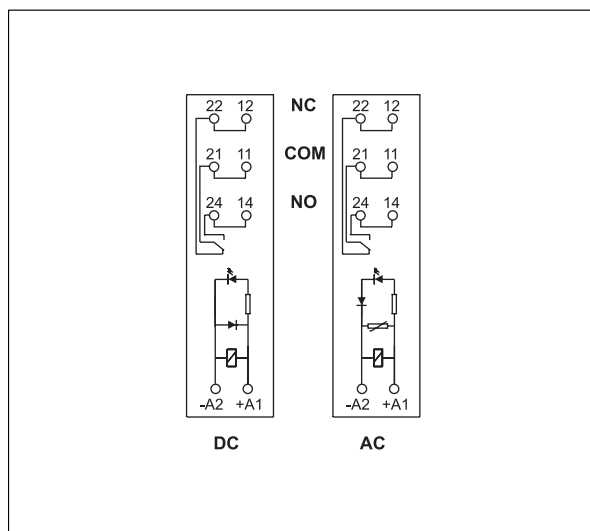 22 12 NC 22 12
21 11 COM 21 11
24 14 NO 24 14
-A2 +A1 -A2 +A1
DC AC